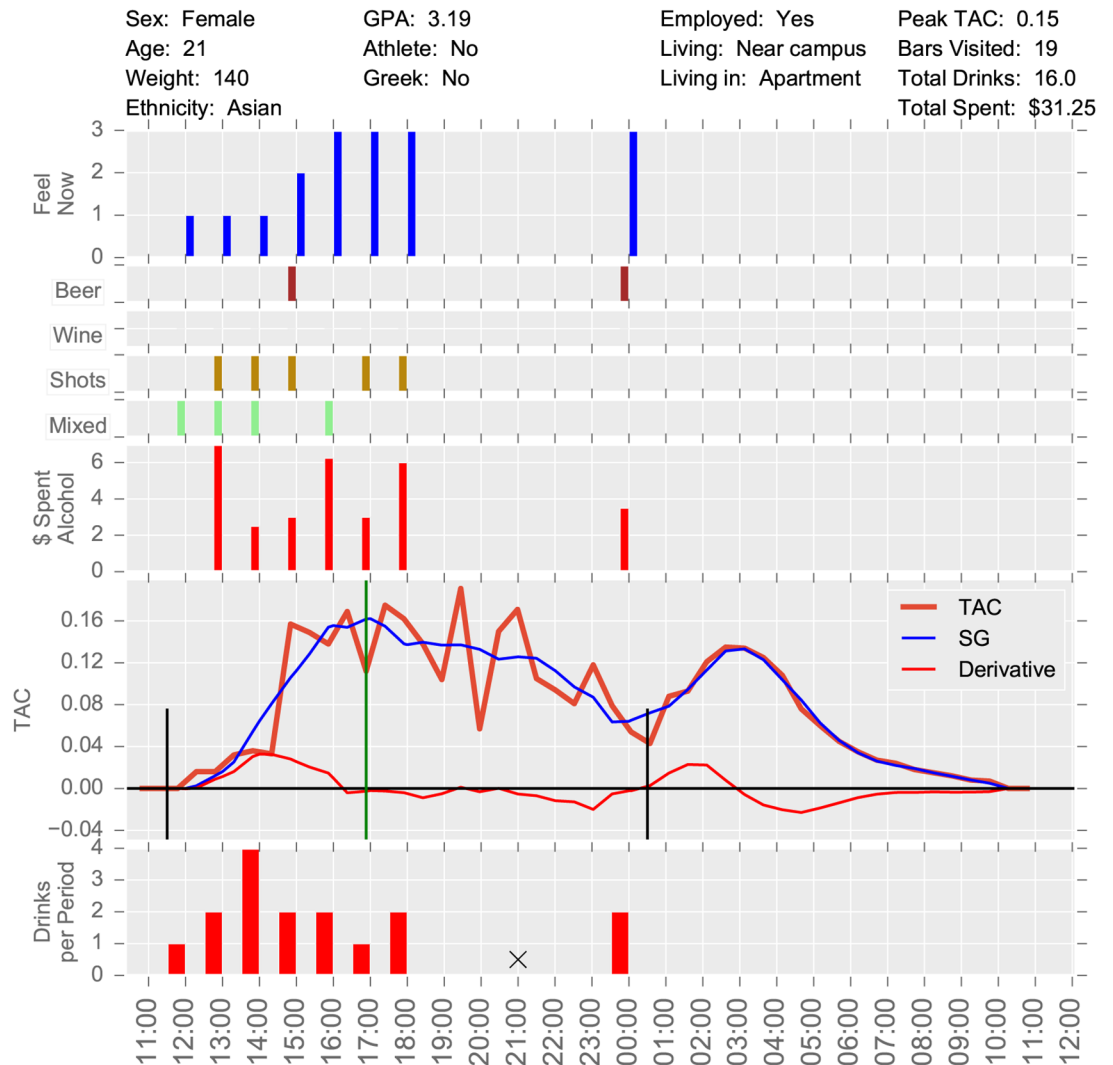 Sex: Female GPA: 3.19 Employed: Yes Peak TAC: 0.15
Age: 21 Athlete: No Living: Near campus Bars Visited: 19
Weight: 140 Greek: No Living in: Apartment Total Drinks: 16.0
Ethnicity: Asian Total Spent: $31.25
3
2
1
0
Feel
Now
Beer
Wine
Shots
Mixed
6
4
2
0
$ Spent
Alcohol
0.16
0.12
0.08
0.04
0.00
−0.04
TAC
TAC
SG
Derivative
4
3
2
1
0
Drinks
per Period
11:00 12:00 13:00 14:00 15:00 16:00 17:00 18:00 19:00 20:00 21:00 22:00 23:00 00:00 01:00 02:00 03:00 04:00 05:00 06:00 07:00 08:00 09:00 10:00 11:00 12:00